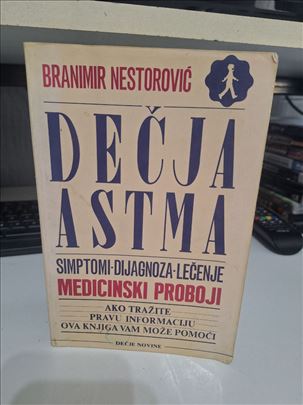 BRANIMIR NESTOROVIĆ
DEČJA
ASTMA
SIMPTOMI·DIJAGNOZA·LEČENJE
MEDICINSKI PROBOJI
AKO TRAŽITE
PRAVU INFORMACIJU
OVA KNJIGA VAM MOŽE POMOĆI
DEČJE NOVINE